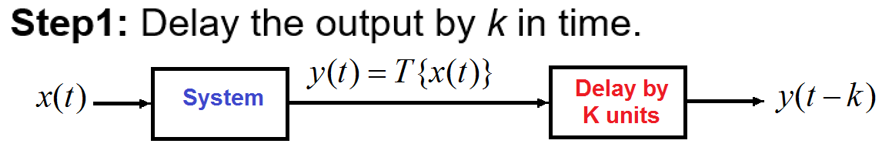 Step1: Delay the output by k in time.
x(t)
System
y(t) = T{x(t)}
Delay by
K units
y(t – k)